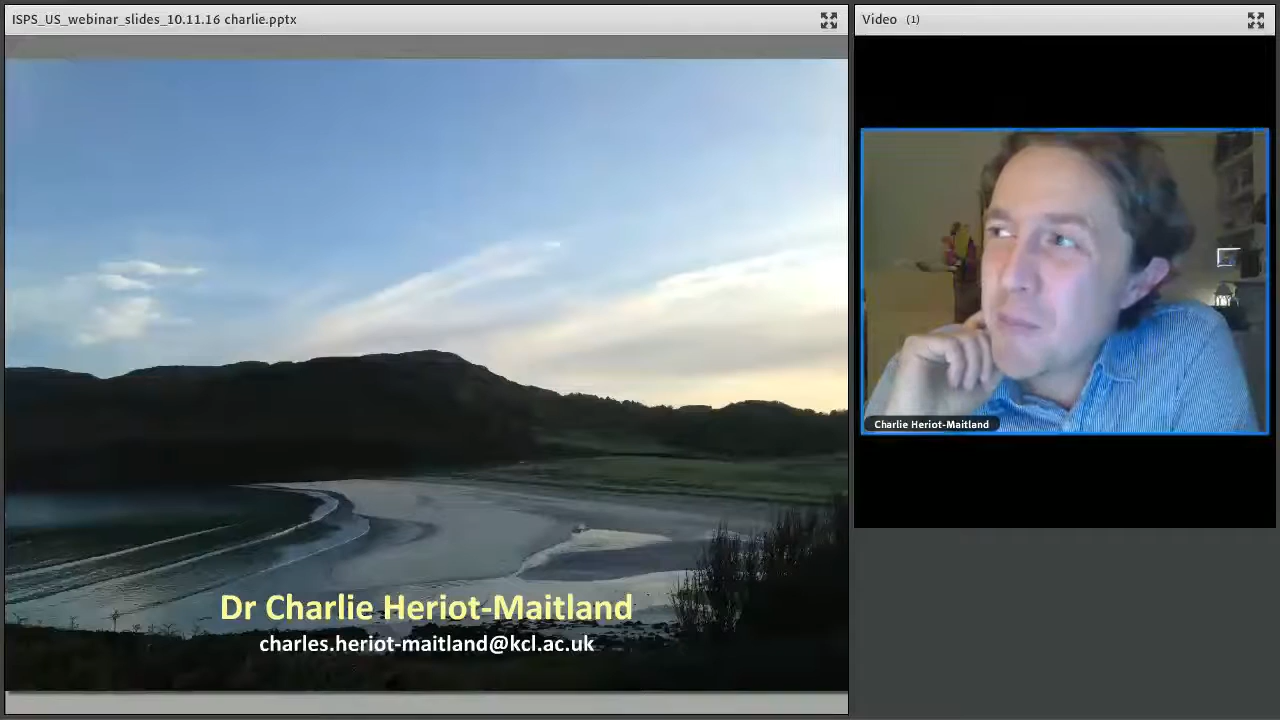 ISPS_US_webinar_slides_10.11.16 charlie.pptx
Video (1)
Charlie Heriot-Maitland
Dr Charlie Heriot-Maitland
charles.heriot-maitland@kcl.ac.uk